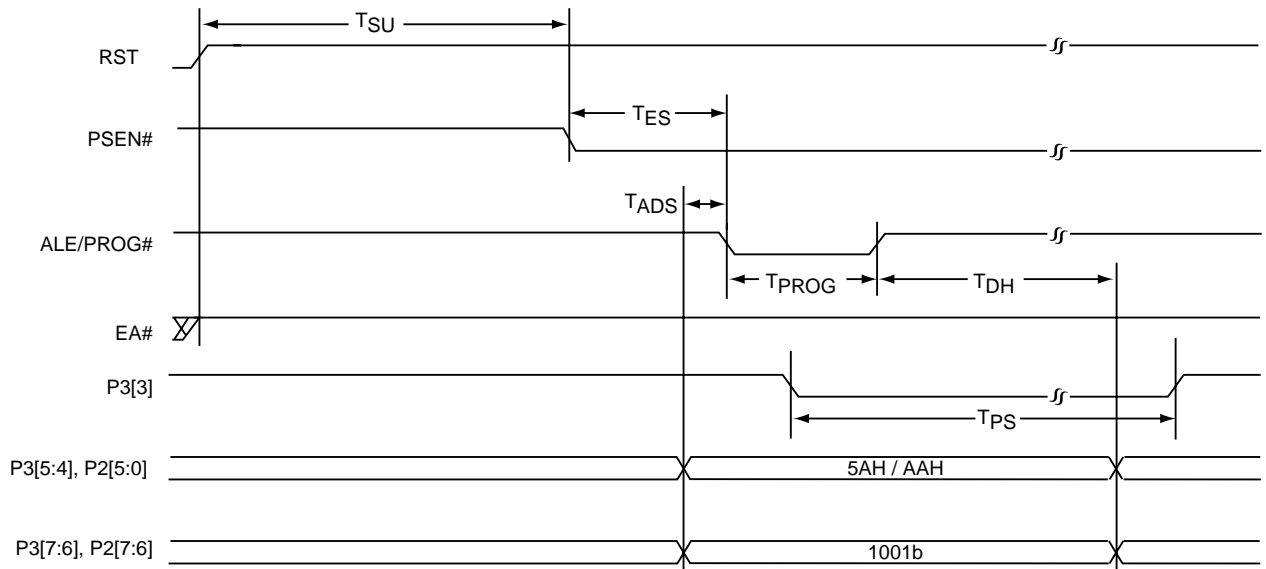 TSU
RST
TES
PSEN#
TADS
ALE/PROG#
TPROG
TDH
EA#
P3[3]
TPS
P3[5:4], P2[5:0]
5AH / AAH
P3[7:6], P2[7:6]
1001b